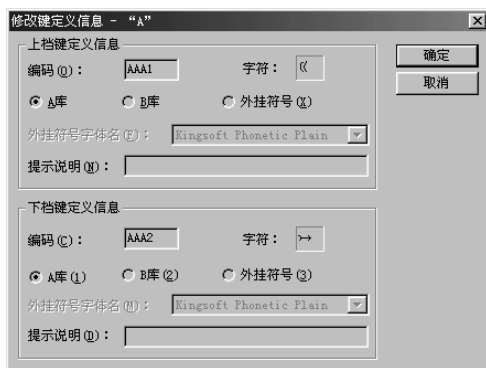 修改键定义信息 - “A”
上档键定义信息
编码(O)： AAA1 字符： 《
A库 B库 外挂符号(X)
外挂符号字体名(F)： Kingsoft Phonetic Plain
提示说明(N)：
确定
取消
下档键定义信息
编码(C)： AAA2 字符： ↣
A库(1) B库(2) 外挂符号(3)
外挂符号字体名(M)： Kingsoft Phonetic Plain
提示说明(D)：